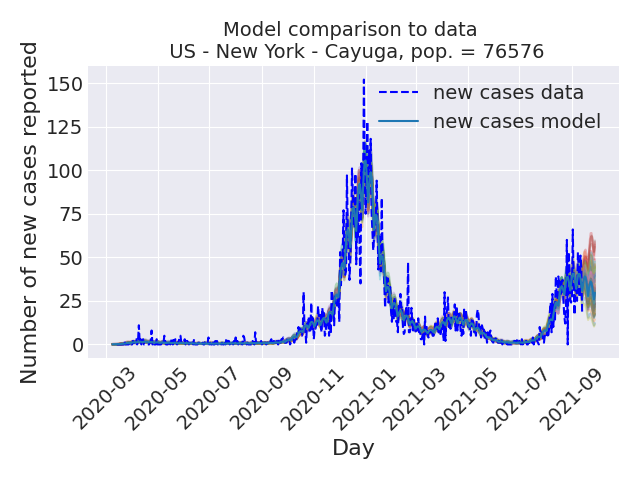 Model comparison to data
US - New York - Cayuga, pop. = 76576
Number of new cases reported
150
125
100
75
50
25
0
new cases data
new cases model
2020-03
2020-05
2020-07
2020-09
2020-11
2021-01
2021-03
2021-05
2021-07
2021-09
Day